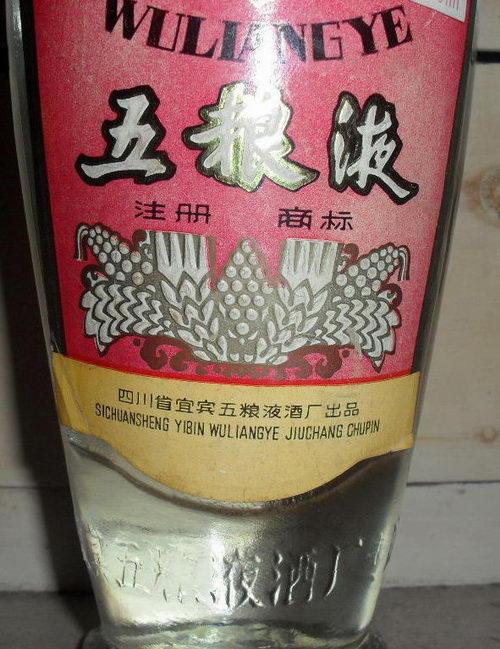 WULIANGYE
五粮液
注册 商标
四川省宜宾五粮液酒厂出品
SICHUANSHENG YIBIN WULIANGYE JIUCHANG CHUPIN
五粮液酒厂